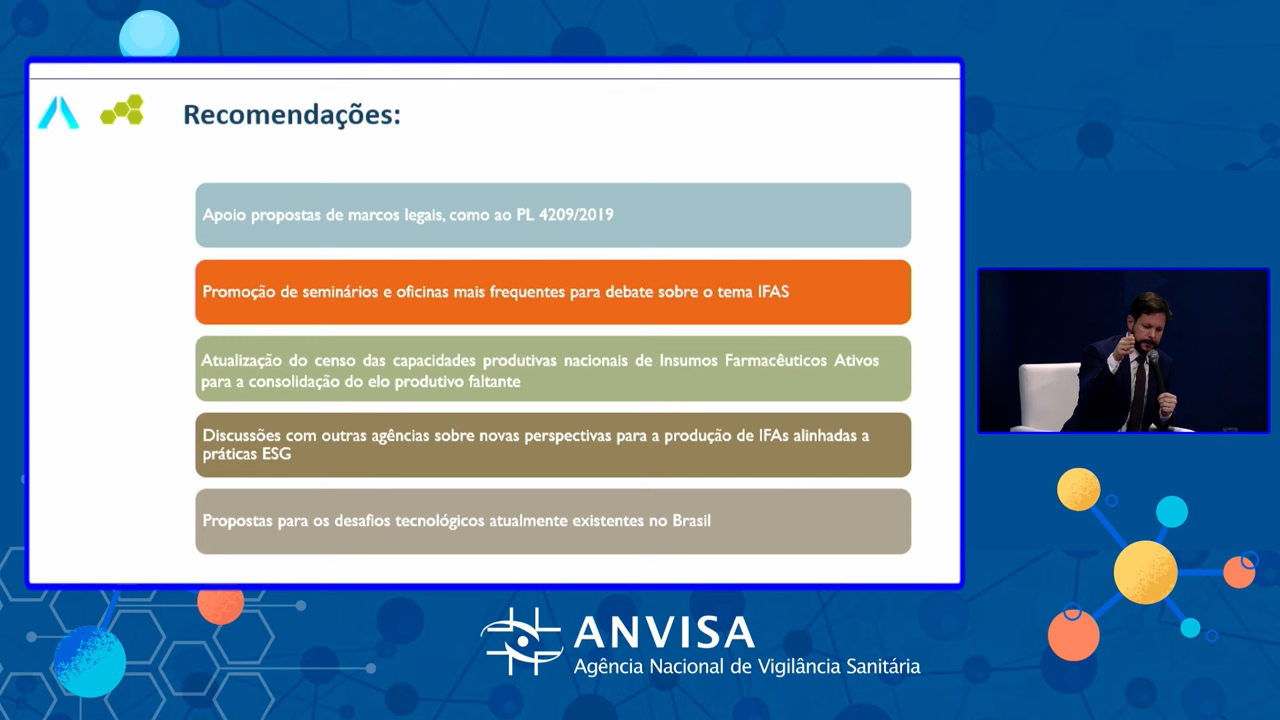 Recomendações:
Apoio propostas de marcos legais, como ao PL 4209/2019
Promoção de seminários e oficinas mais frequentes para debate sobre o tema IFAS
Atualização do censo das capacidades produtivas nacionais de Insumos Farmacêuticos Ativos
para a consolidação do elo produtivo faltante
Discussões com outras agências sobre novas perspectivas para a produção de IFAs alinhadas a
práticas ESG
Propostas para os desafios tecnológicos atualmente existentes no Brasil
ANVISA
Agência Nacional de Vigilância Sanitária